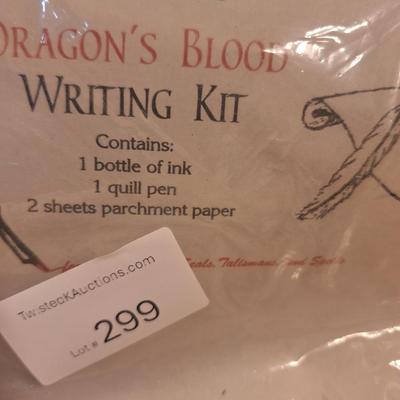 DRAGON'S BLOOD
WRITING KIT
Contains:
1 bottle of ink
1 quill pen
2 sheets parchment paper
Seals, Talismans, and Spells
TwistecKAuctions.com
Lot # 299